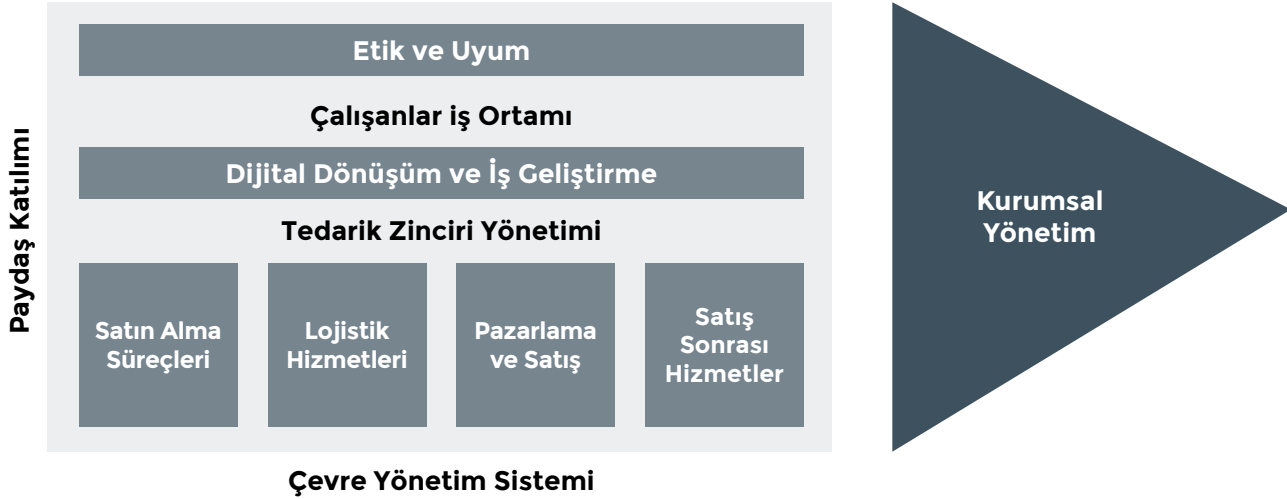 Etik ve Uyum
Çalışanlar iş Ortamı
Dijital Dönüşüm ve İş Geliştirme
Tedarik Zinciri Yönetimi
Satın Alma
Süreçleri
Lojistik
Hizmetleri
Pazarlama
ve Satış
Satış
Sonrası
Hizmetler
Paydaş Katılımı
Çevre Yönetim Sistemi
Kurumsal
Yönetim